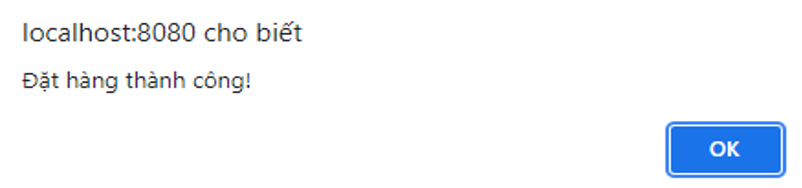 localhost:8080 cho biết
Đặt hàng thành công!
OK